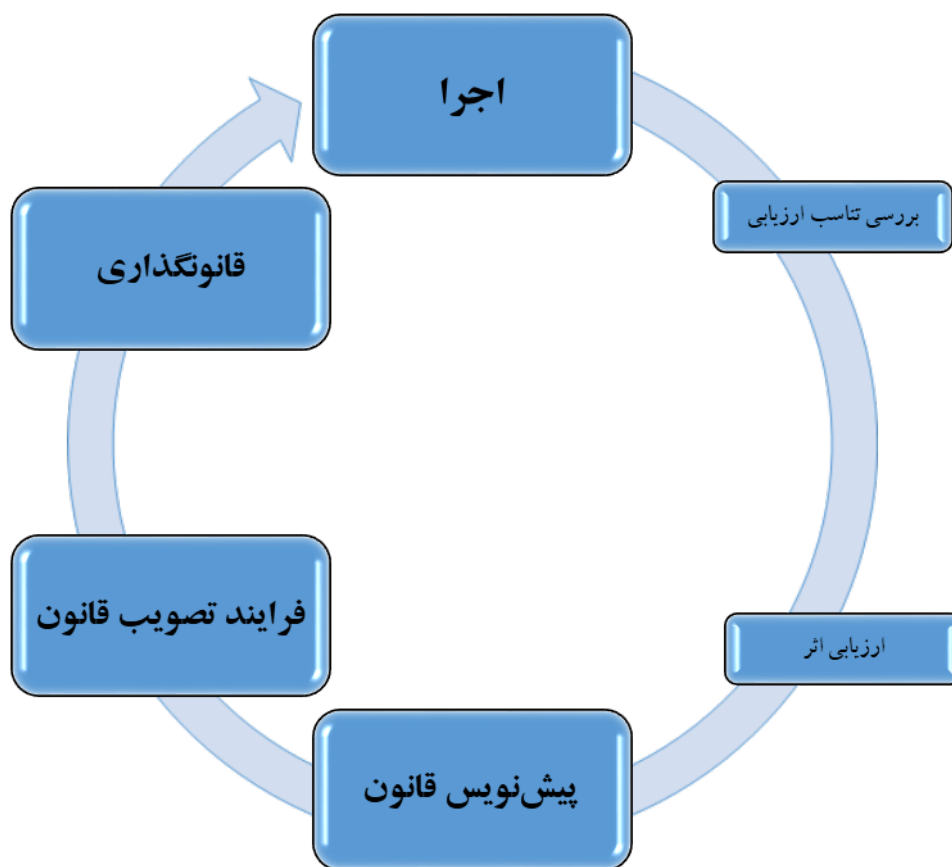 اجرا
بررسی تناسب ارزیابی
قانونگذاری
فرایند تصویب قانون
ارزیابی اثر
پیش‌نویس قانون